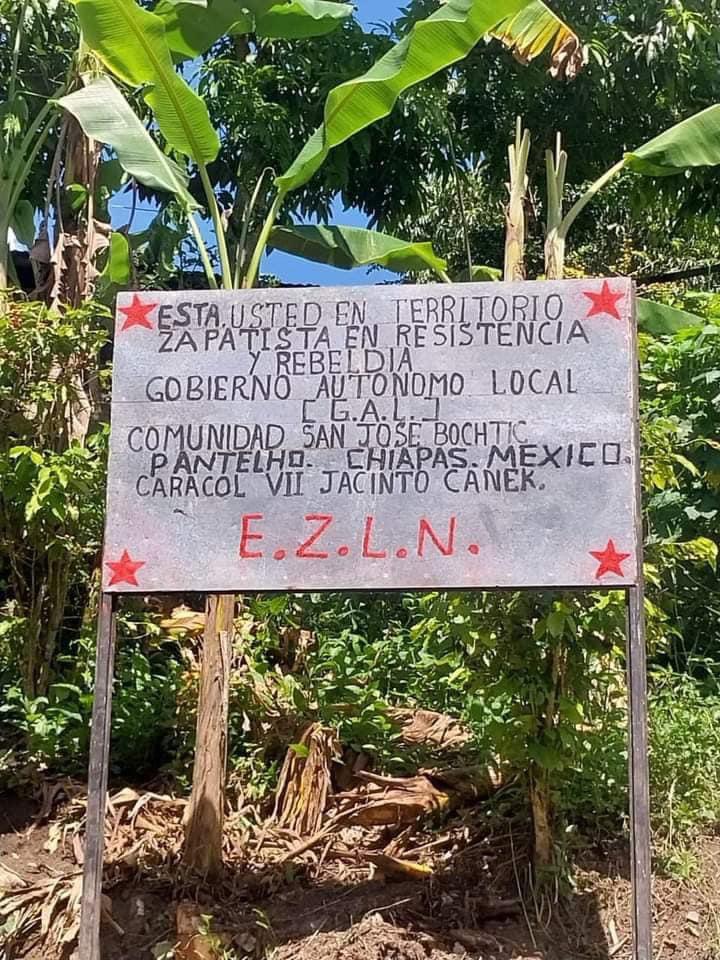 ESTA, USTED EN TERRITORIO
ZAPATISTA EN RESISTENCIA
Y REBELDIA
GOBIERNO AUTONOMO LOCAL
[G.A.L.]
COMUNIDAD SAN JOSE BOCHTIC
PANTELHO. CHIAPAS. MEXICO.
CARACOL VII JACINTO CANEK.
E.Z.L.N.